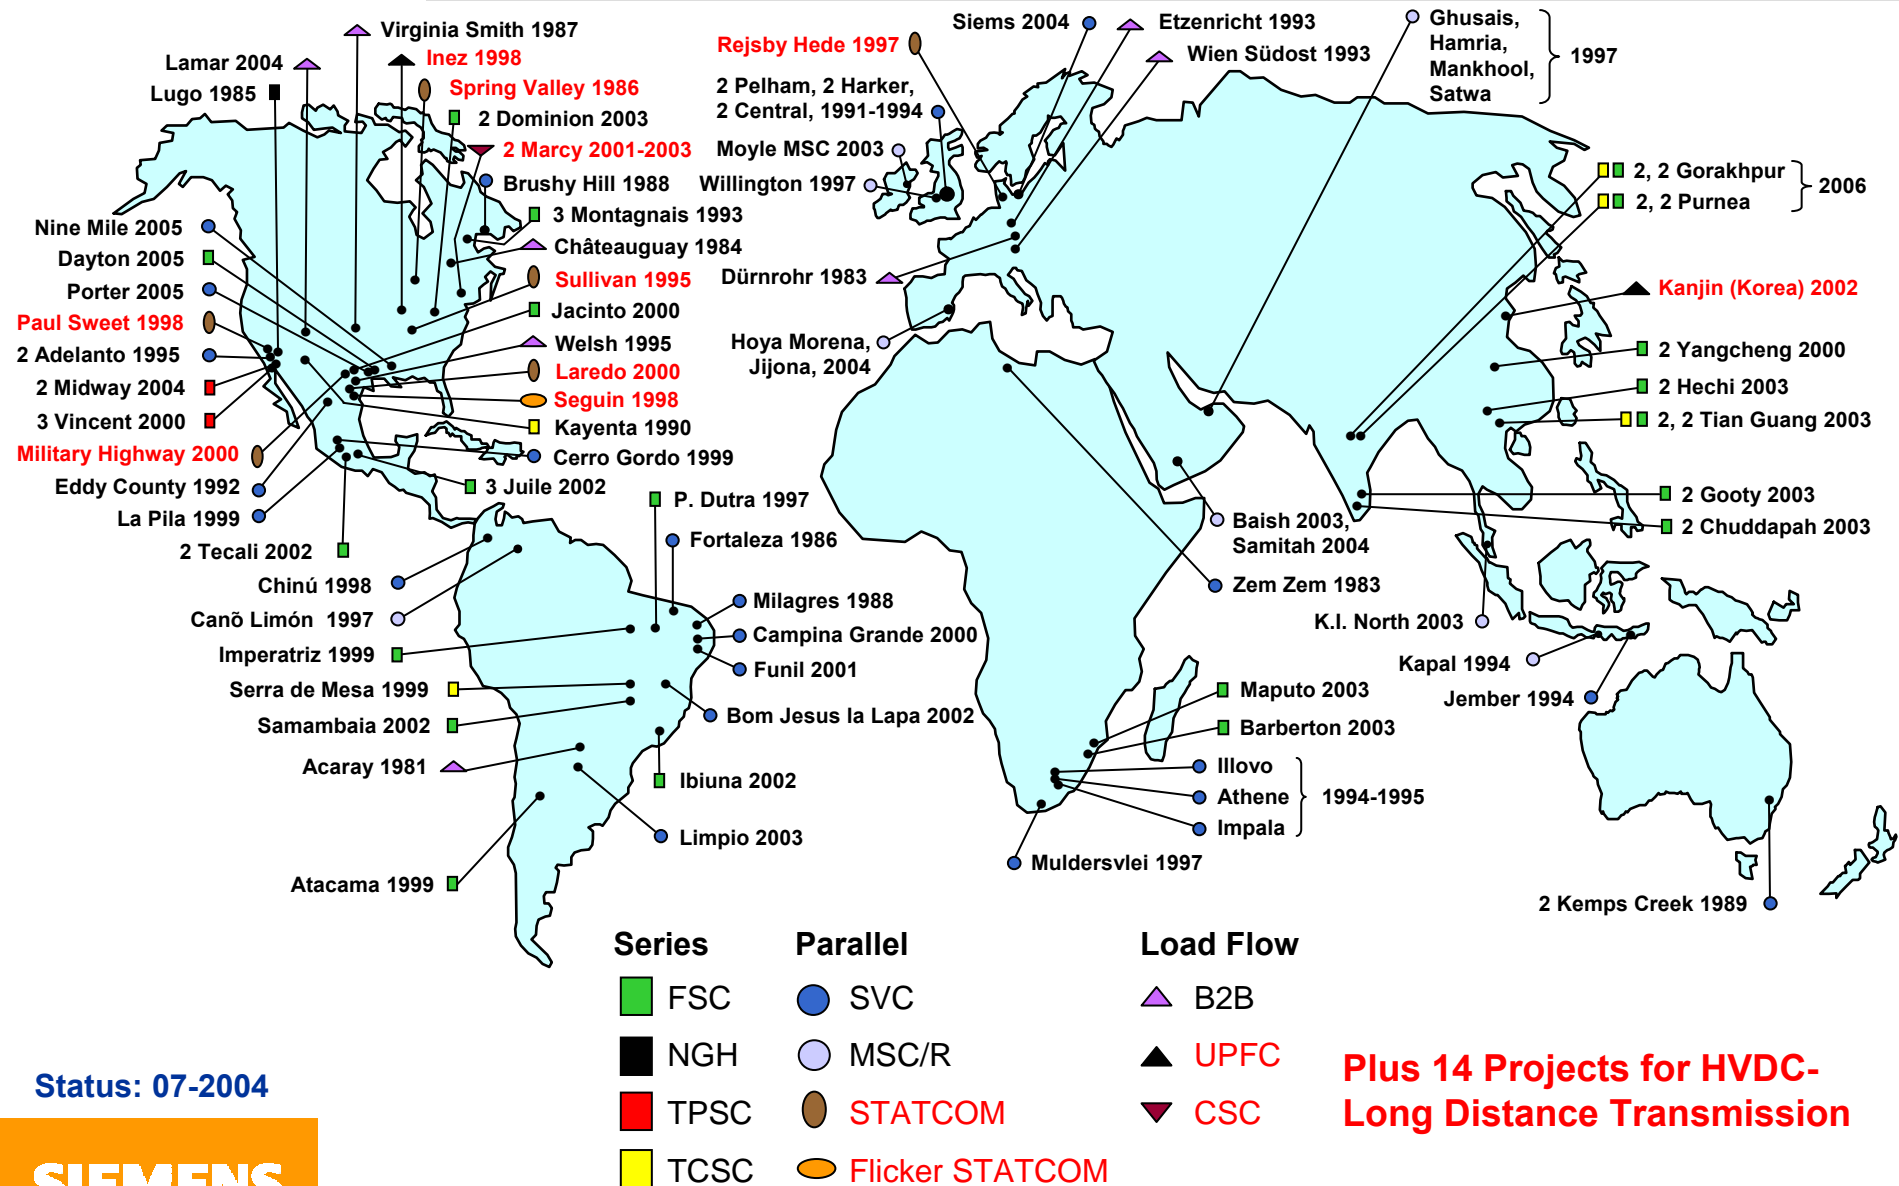 Virginia Smith 1987
Lamar 2004
Inez 1998
Lugo 1985
Spring Valley 1986
2 Dominion 2003
2 Marcy 2001-2003
Brushy Hill 1988
3 Montagnais 1993
Châteauguay 1984
Sullivan 1995
Jacinto 2000
Welsh 1995
Laredo 2000
Seguin 1998
Kayenta 1990
Cerro Gordo 1999
3 Juile 2002
Nine Mile 2005
Dayton 2005
Porter 2005
Paul Sweet 1998
2 Adelanto 1995
2 Midway 2004
3 Vincent 2000
Military Highway 2000
Eddy County 1992
La Pila 1999
2 Tecali 2002
Chinú 1998
Canõ Limón 1997
Imperatriz 1999
Serra de Mesa 1999
Samambaia 2002
Acaray 1981
Atacama 1999
P. Dutra 1997
Fortaleza 1986
Milagres 1988
Campina Grande 2000
Funil 2001
Bom Jesus la Lapa 2002
Ibiuna 2002
Limpio 2003
Siems 2004
Etzenricht 1993
Rejsby Hede 1997
Wien Südost 1993
2 Pelham, 2 Harker,
2 Central, 1991-1994
Moyle MSC 2003
Willington 1997
Dürnrohr 1983
Hoya Morena,
Jijona, 2004
Ghusais,
Hamria,
Mankhool,
Satwa
1997
2, 2 Gorakhpur
2, 2 Purnea
2006
Kanjin (Korea) 2002
2 Yangcheng 2000
2 Hechi 2003
2, 2 Tian Guang 2003
2 Gooty 2003
2 Chuddapah 2003
Baish 2003,
Samitah 2004
Zem Zem 1983
K.I. North 2003
Kapal 1994
Jember 1994
Maputo 2003
Barberton 2003
Illovo
Athene
Impala
1994-1995
Muldersvlei 1997
2 Kemps Creek 1989
Series
FSC
NGH
TPSC
TCSC
Parallel
SVC
MSC/R
STATCOM
Flicker STATCOM
Load Flow
B2B
UPFC
CSC
Plus 14 Projects for HVDC-
Long Distance Transmission
Status: 07-2004
SIEMENS